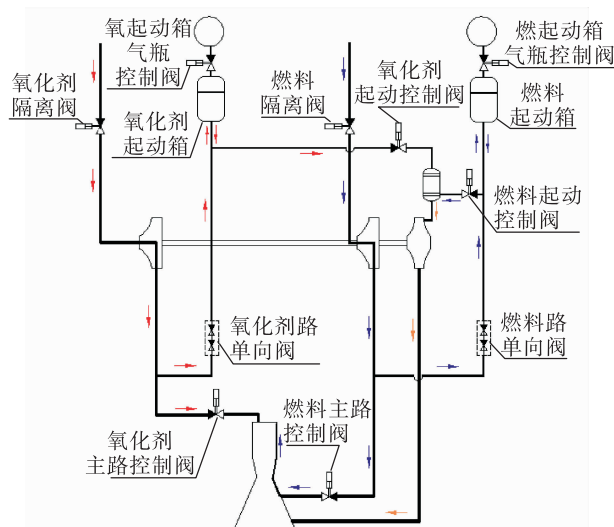 氧起动箱
气瓶
控制阀
燃起动箱
气瓶控制阀
氧化剂
隔离阀
氧化剂
起动箱
燃料
隔离阀
氧化剂
起动控制阀
燃料
起动箱
燃料起动
控制阀
氧化剂路
单向阀
燃料路
单向阀
氧化剂
主路控制阀
燃料主路
控制阀